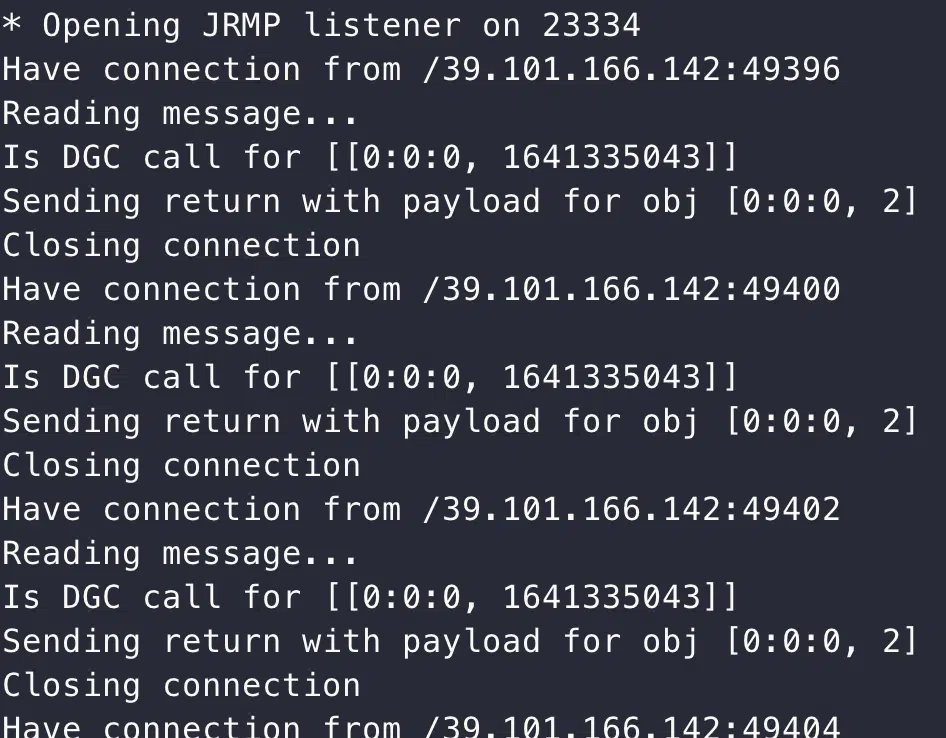 * Opening JRMP listener on 23334
Have connection from /39.101.166.142:49396
Reading message...
Is DGC call for [[0:0:0, 1641335043]]
Sending return with payload for obj [0:0:0, 2]
Closing connection
Have connection from /39.101.166.142:49400
Reading message...
Is DGC call for [[0:0:0, 1641335043]]
Sending return with payload for obj [0:0:0, 2]
Closing connection
Have connection from /39.101.166.142:49402
Reading message...
Is DGC call for [[0:0:0, 1641335043]]
Sending return with payload for obj [0:0:0, 2]
Closing connection
Have connection from /39.101.166.142:49404